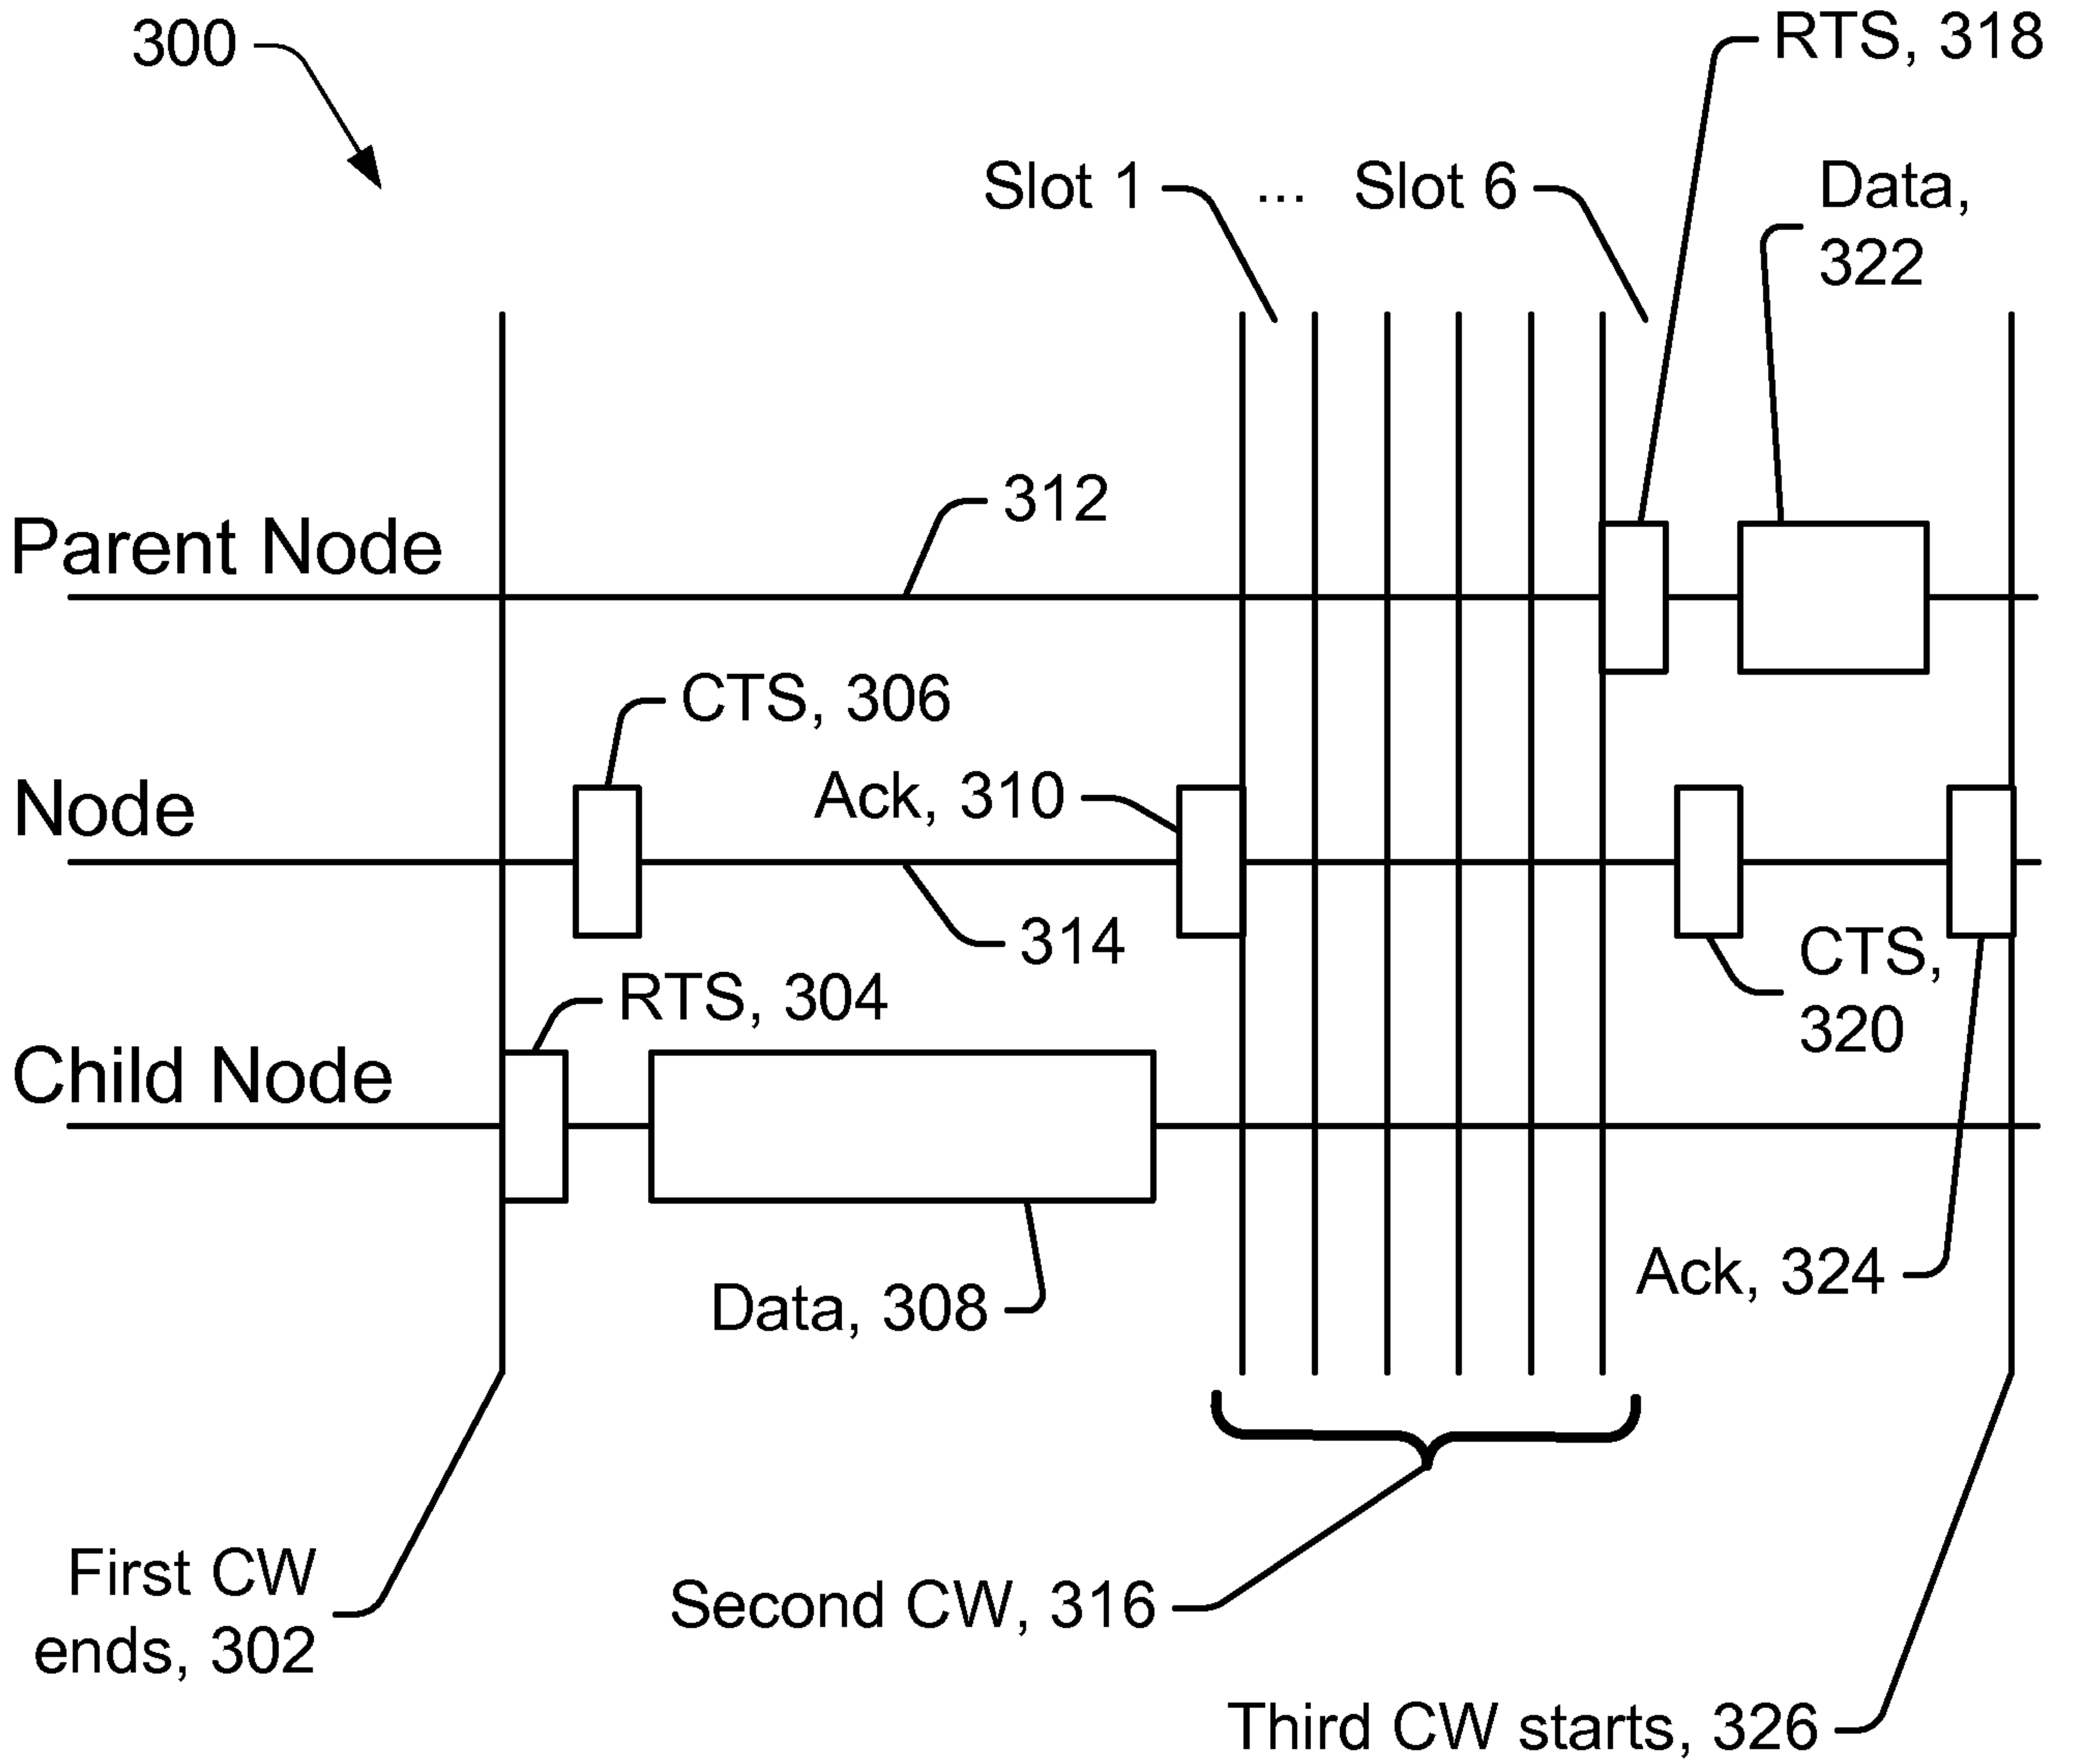 300
RTS, 318
Slot 1
...
Slot 6
Data,
322
312
Parent Node
CTS, 306
Ack, 310
Node
314
CTS,
320
RTS, 304
Child Node
Ack, 324
Data, 308
First CW
ends, 302
Second CW, 316
Third CW starts, 326